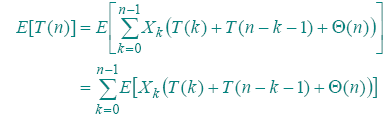 E[T(n)] = E[∑_{k=0}^{n−1} X_k(T(k) + T(n − k − 1) + Θ(n))]
= ∑_{k=0}^{n−1} E[X_k(T(k) + T(n − k − 1) + Θ(n))]